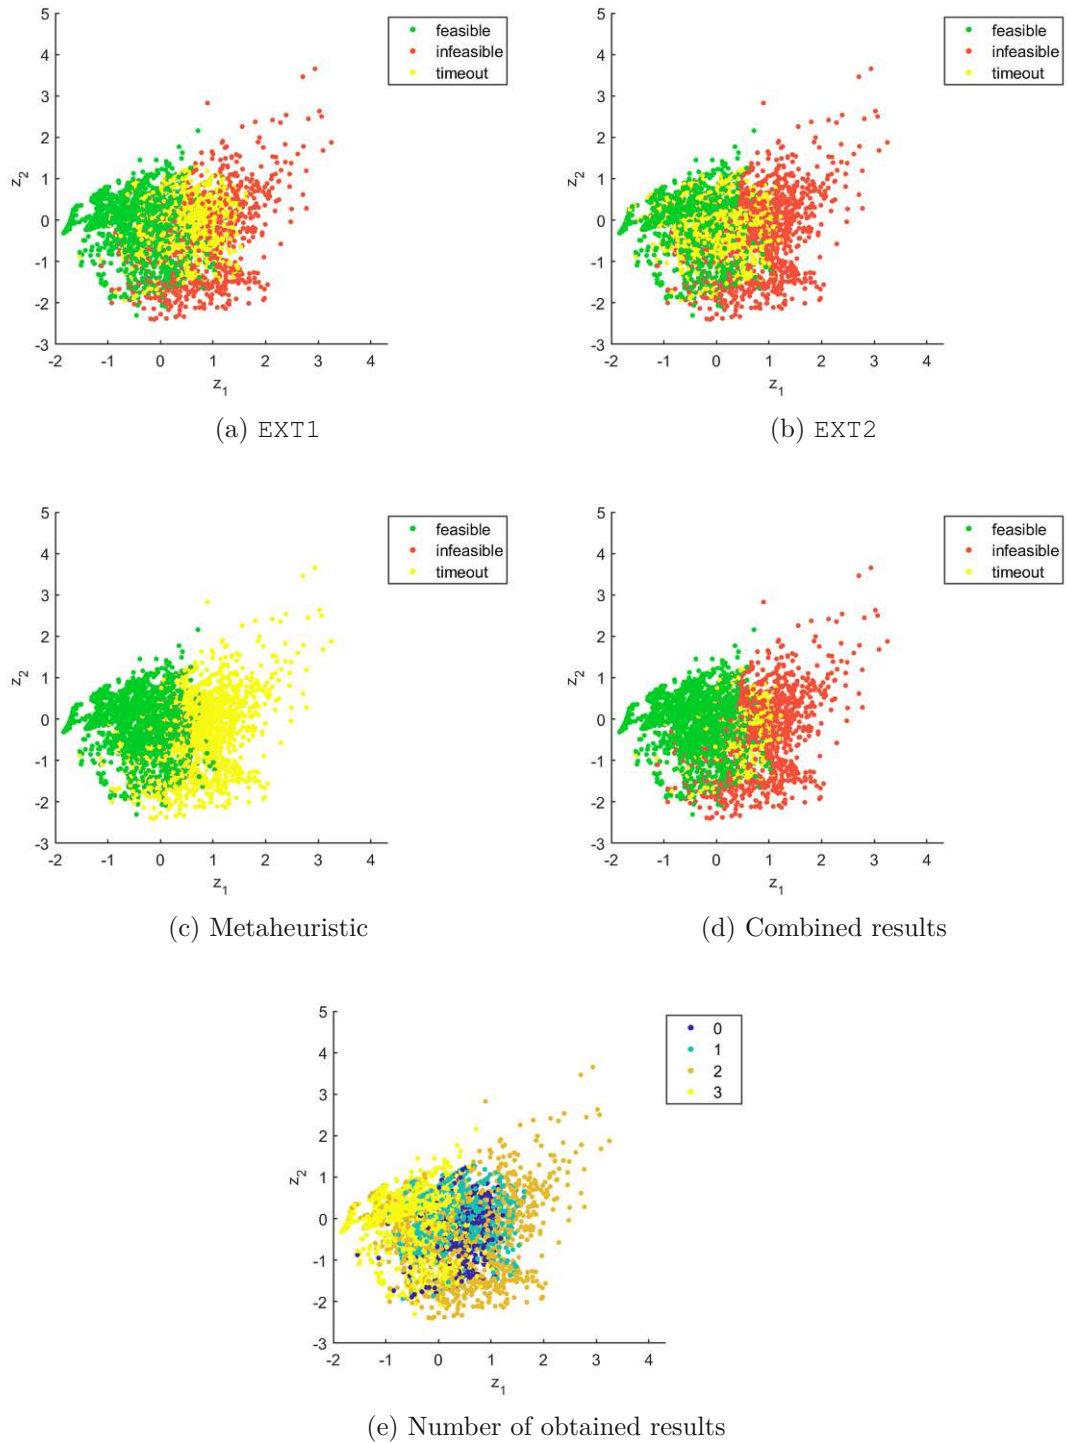 5
4
3
2
1
0
-1
-2
-3
z2
-2 -1 0 1 2 3 4
z1
feasible
infeasible
timeout
(a) EXT1
5
4
3
2
1
0
-1
-2
-3
z2
-2 -1 0 1 2 3 4
z1
feasible
infeasible
timeout
(b) EXT2
5
4
3
2
1
0
-1
-2
-3
z2
-2 -1 0 1 2 3 4
z1
feasible
infeasible
timeout
(c) Metaheuristic
5
4
3
2
1
0
-1
-2
-3
z2
-2 -1 0 1 2 3 4
z1
feasible
infeasible
timeout
(d) Combined results
5
4
3
2
1
0
-1
-2
-3
z2
-2 -1 0 1 2 3 4
z1
0
1
2
3
(e) Number of obtained results